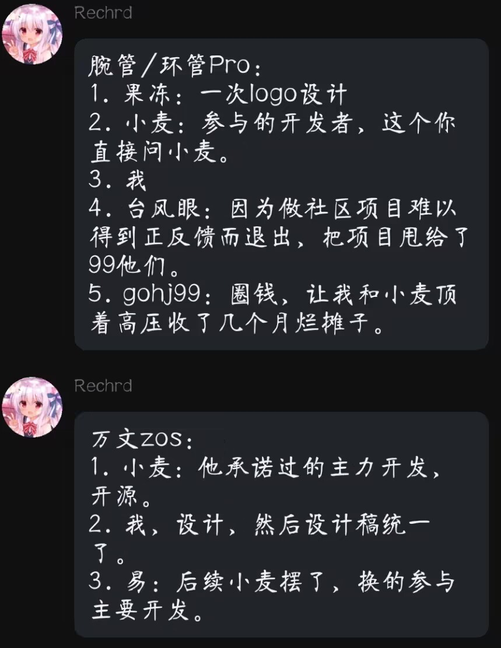 Rechrd
腕管/环管Pro：
1. 果冻：一次logo设计
2. 小麦：参与的开发者，这个你
直接问小麦。
3. 我
4. 台风眼：因为做社区项目难以
得到正反馈而退出，把项目甩给了
99他们。
5. gohj99：圈钱，让我和小麦顶
着高压收了几个月烂摊子。
Rechrd
万文zos：
1. 小麦：他承诺过的主力开发，
开源。
2. 我，设计，然后设计稿统一
了。
3. 易：后续小麦摆了，换的参与
主要开发。